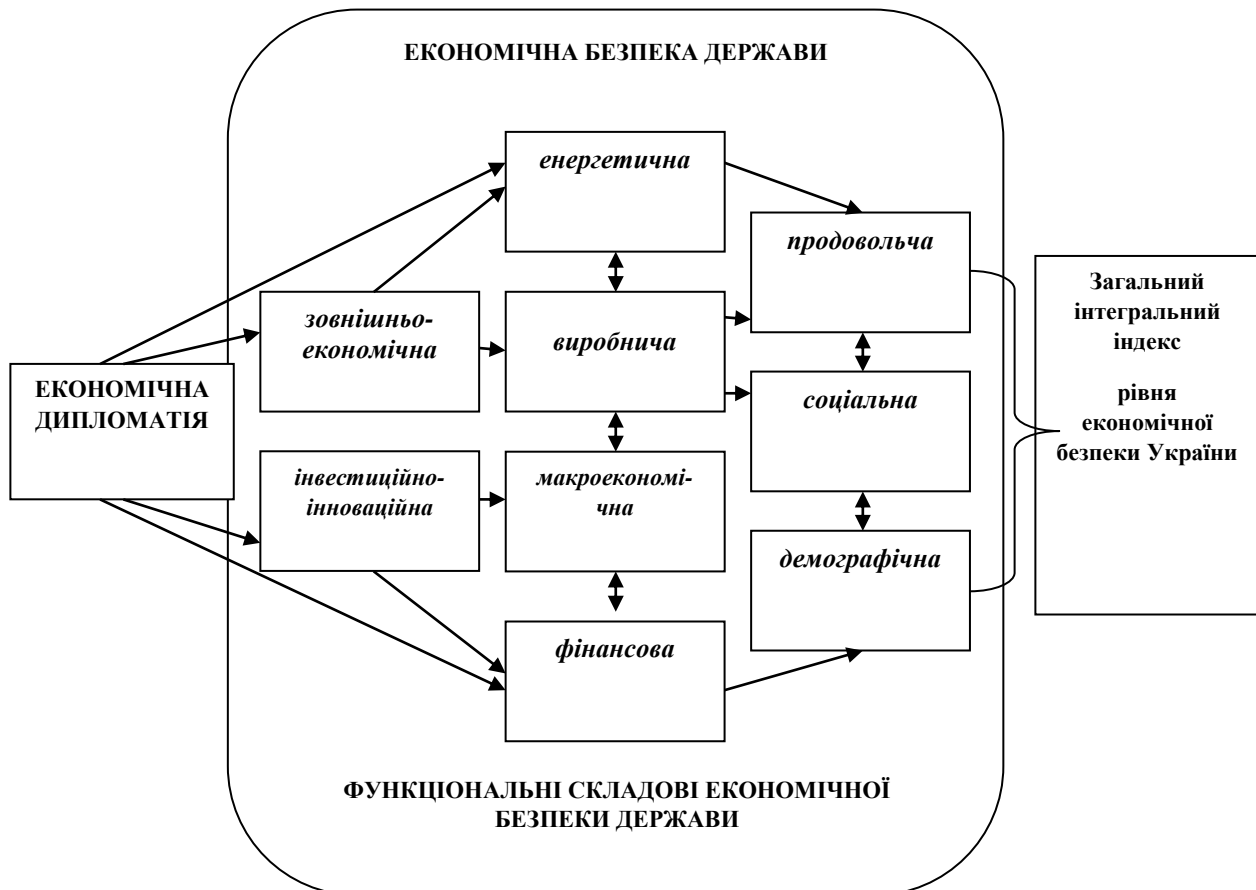 ЕКОНОМІЧНА БЕЗПЕКА ДЕРЖАВИ
енергетична
продовольча
зовнішньо-
економічна
виробнича
ЕКОНОМІЧНА
ДИПЛОМАТІЯ
соціальна
інвестиційно-
інноваційна
макроекономі-
чна
демографічна
фінансова
Загальний
інтегральний
індекс
рівня
економічної
безпеки України
ФУНКЦІОНАЛЬНІ СКЛАДОВІ ЕКОНОМІЧНОЇ
БЕЗПЕКИ ДЕРЖАВИ